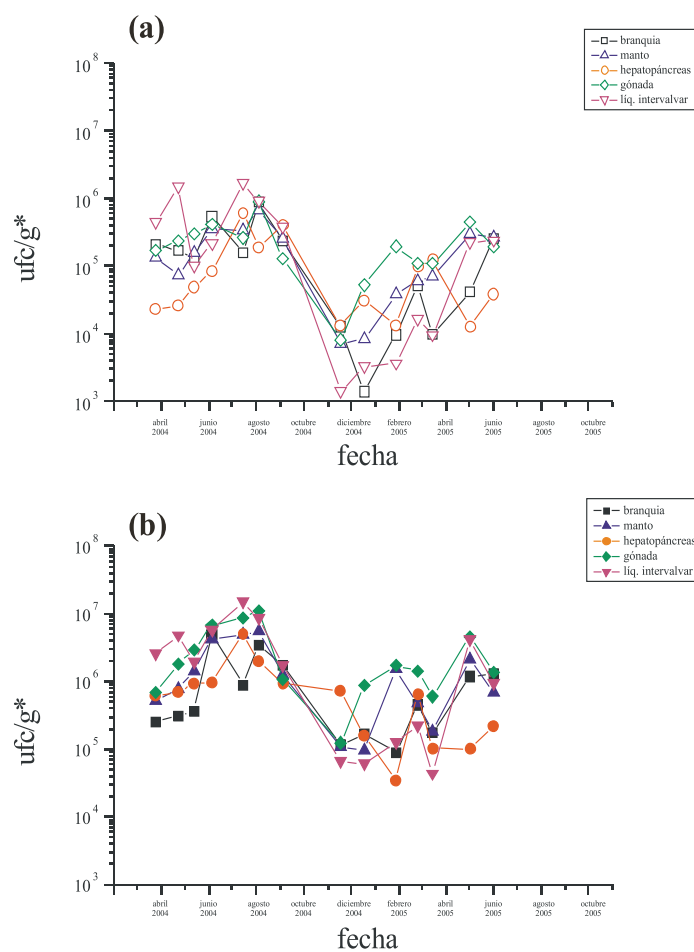 (a)
branquia
manto
hepatopáncreas
gónada
líq. intervalvar
10^8
10^7
10^6
10^5
10^4
10^3
ufc/g*
abril 2004
junio 2004
agosto 2004
octubre 2004
diciembre 2004
febrero 2005
abril 2005
junio 2005
agosto 2005
octubre 2005
fecha
(b)
branquia
manto
hepatopáncreas
gónada
líq. intervalvar
10^8
10^7
10^6
10^5
10^4
10^3
ufc/g*
abril 2004
junio 2004
agosto 2004
octubre 2004
diciembre 2004
febrero 2005
abril 2005
junio 2005
agosto 2005
octubre 2005
fecha